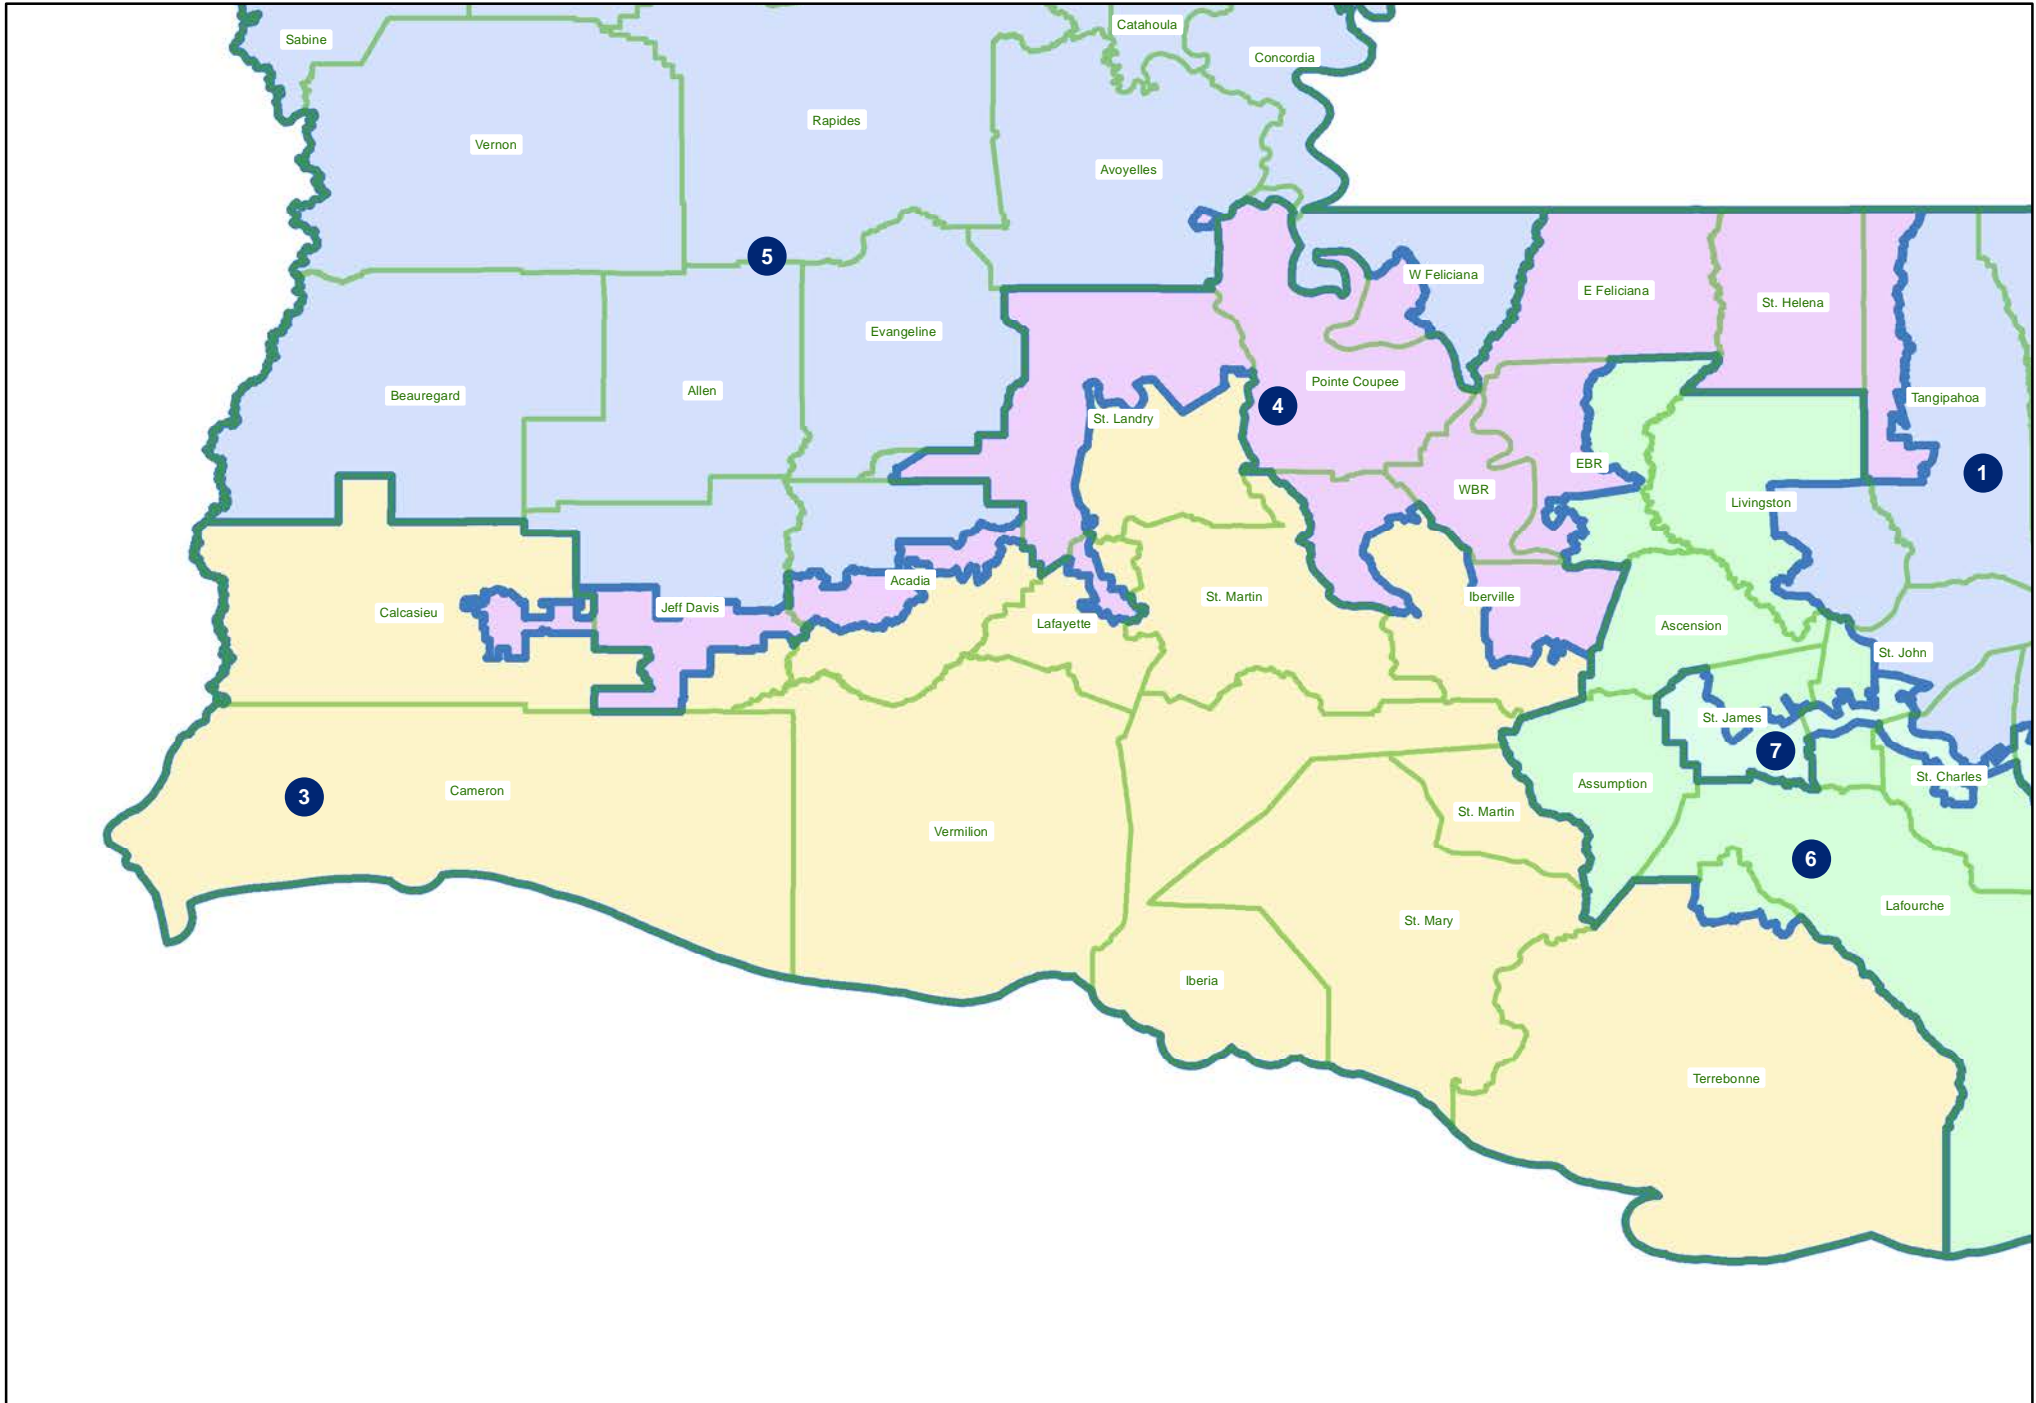 Catahoula
Sabine
Concordia
Rapides
Vernon
Avoyelles
5
W Feliciana
E Feliciana
St. Helena
Evangeline
Pointe Coupee
Beauregard
Allen
4
Tangipahoa
St. Landry
EBR
1
WBR
Livingston
Acadia
St. Martin
Iberville
Jeff Davis
Calcasieu
Lafayette
Ascension
St. John
St. James
7
St. Charles
Assumption
Cameron
3
St. Martin
Vermilion
6
Lafourche
St. Mary
Iberia
Terrebonne